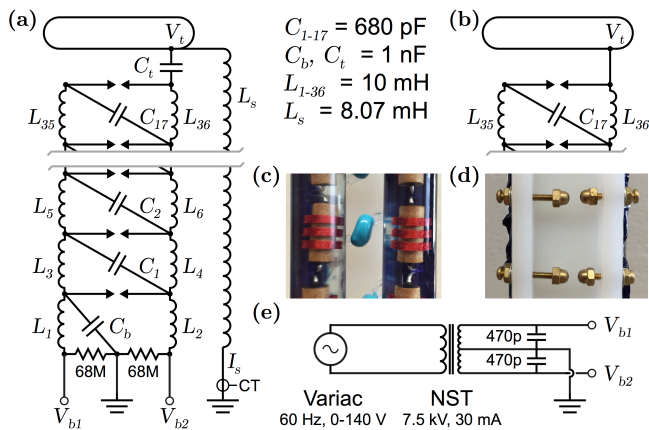 (a)
V_t
C_t
L_s
L_35
C_17
L_36
L_5
C_2
L_6
L_3
C_1
L_4
L_1
C_b
L_2
68M
68M
I_s
CT
V_b1
V_b2
C_1-17 = 680 pF
C_b, C_t = 1 nF
L_1-36 = 10 mH
L_s = 8.07 mH
(b)
V_t
L_35
C_17
L_36
(c)
(d)
(e)
470p
470p
V_b1
V_b2
Variac
60 Hz, 0-140 V
NST
7.5 kV, 30 mA